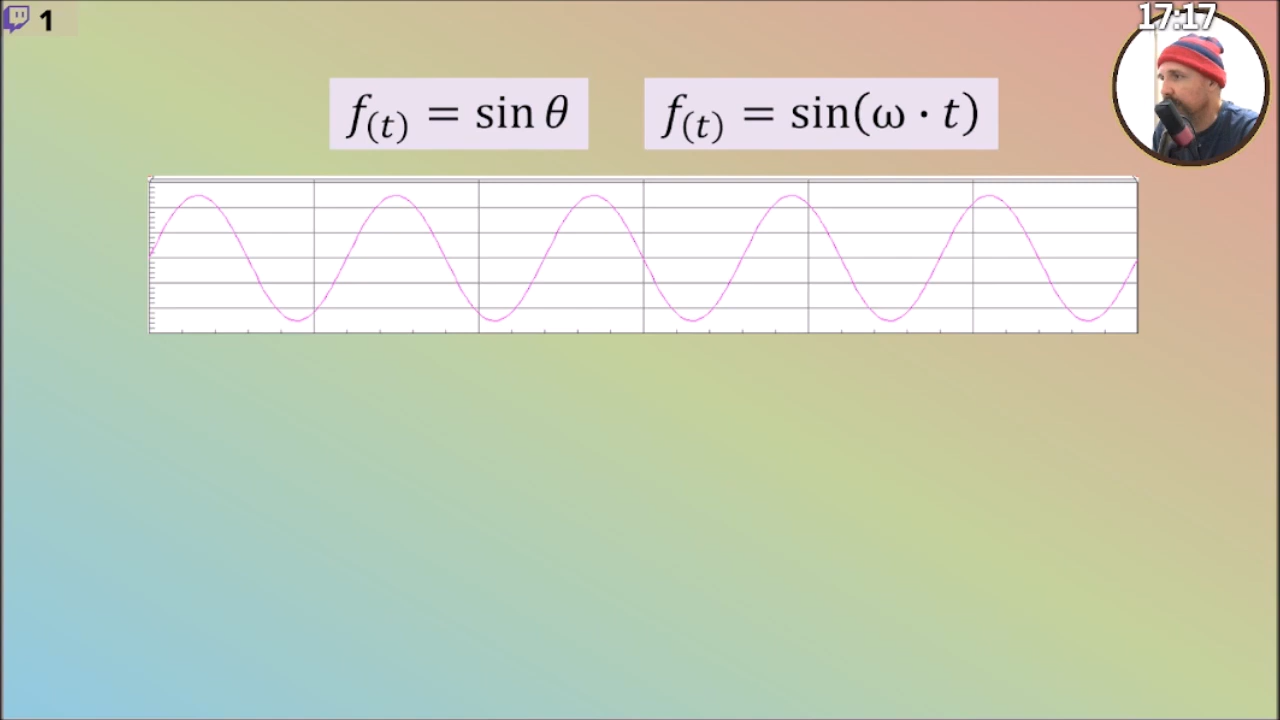 1
17:17
f(t) = sin θ
f(t) = sin(ω · t)